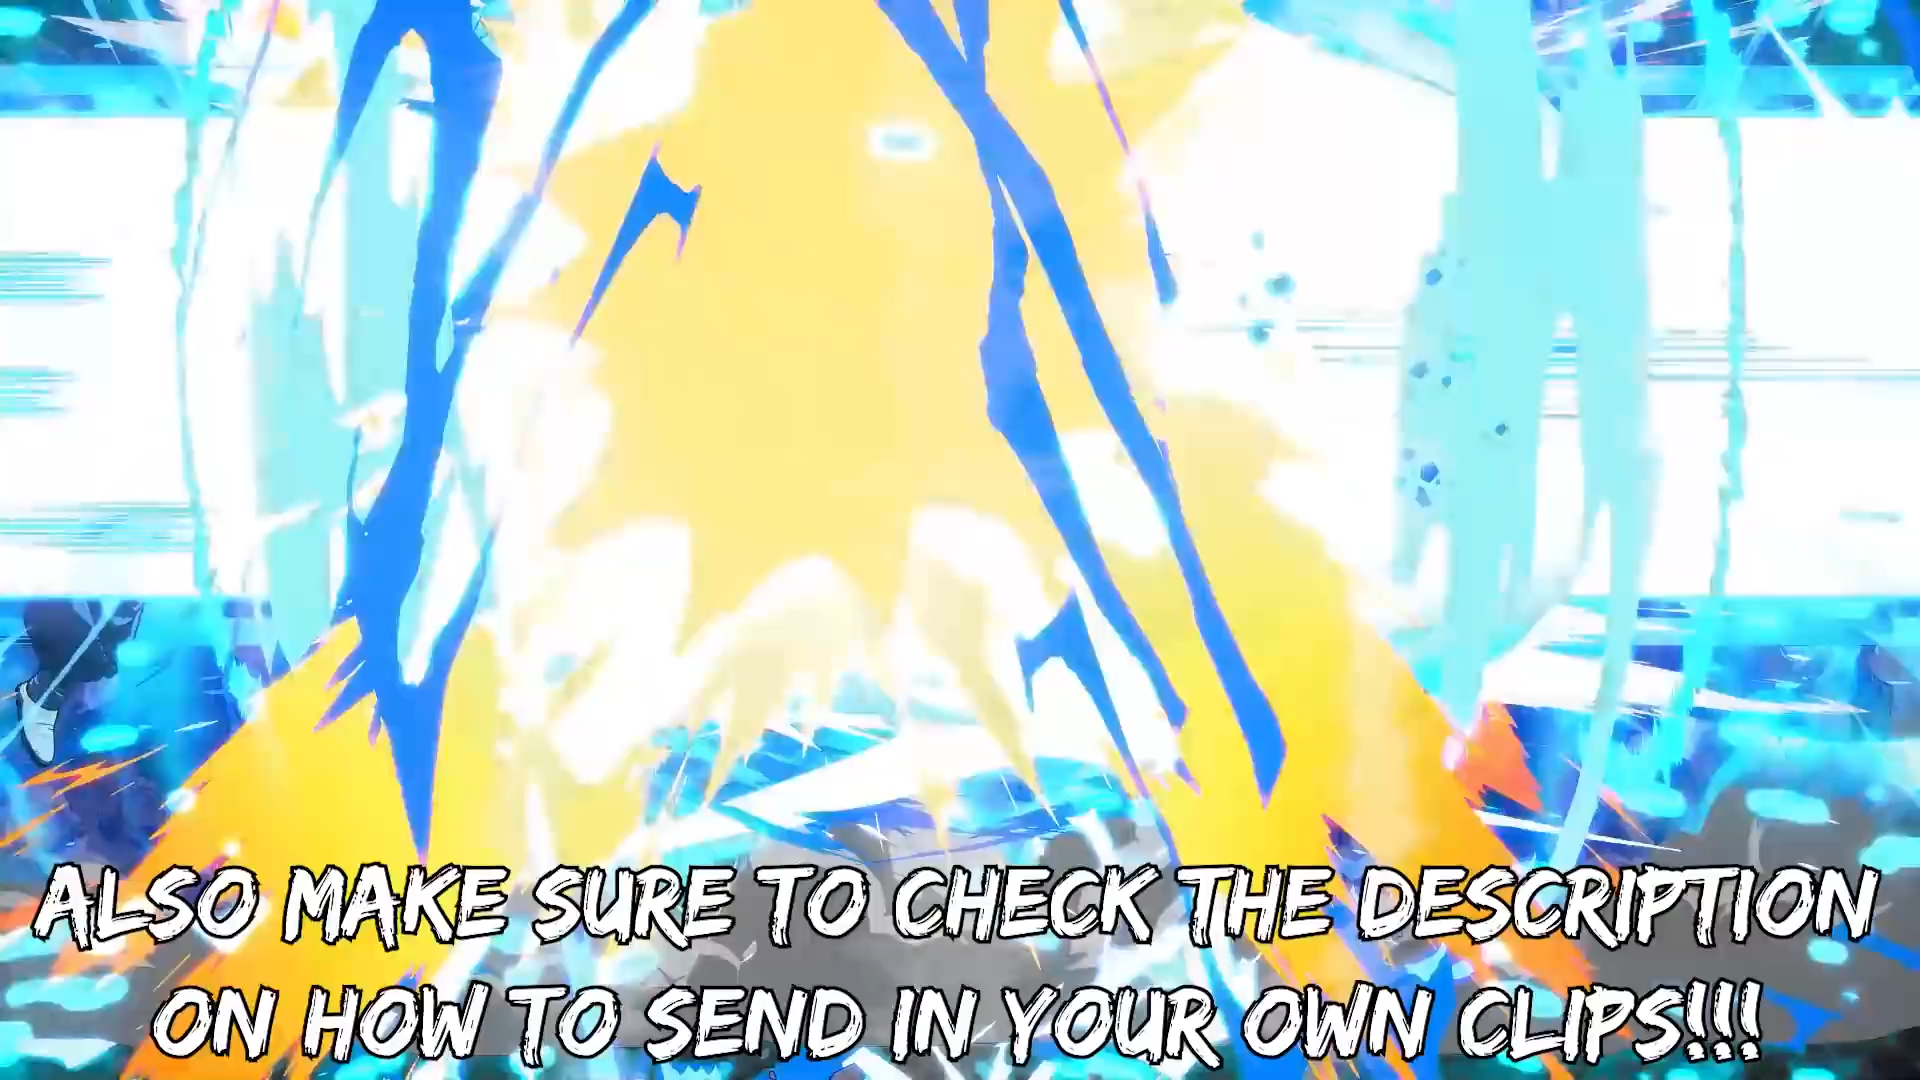 ALSO MAKE SURE TO CHECK THE DESCRIPTION
ON HOW TO SEND IN YOUR OWN CLIPS!!!